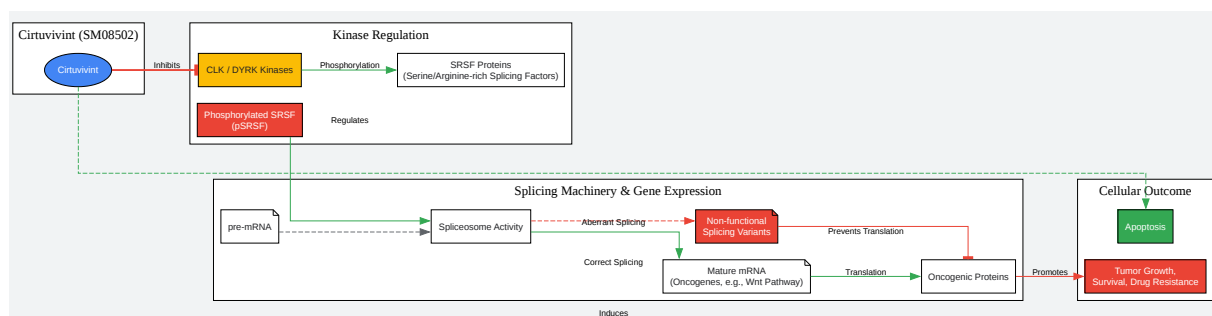 Cirtuvivint (SM08502)
Kinase Regulation
Cirtuvivint
Inhibits
CLK / DYRK Kinases
Phosphorylation
SRSF Proteins
(Serine/Arginine-rich Splicing Factors)
Phosphorylated SRSF
(pSRSF)
Regulates
Splicing Machinery & Gene Expression
Cellular Outcome
pre-mRNA
Spliceosome Activity
Aberrant Splicing
Non-functional
Splicing Variants
Prevents Translation
Apoptosis
Correct Splicing
Mature mRNA
(Oncogenes, e.g., Wnt Pathway)
Translation
Oncogenic Proteins
Promotes
Tumor Growth,
Survival, Drug Resistance
Induces